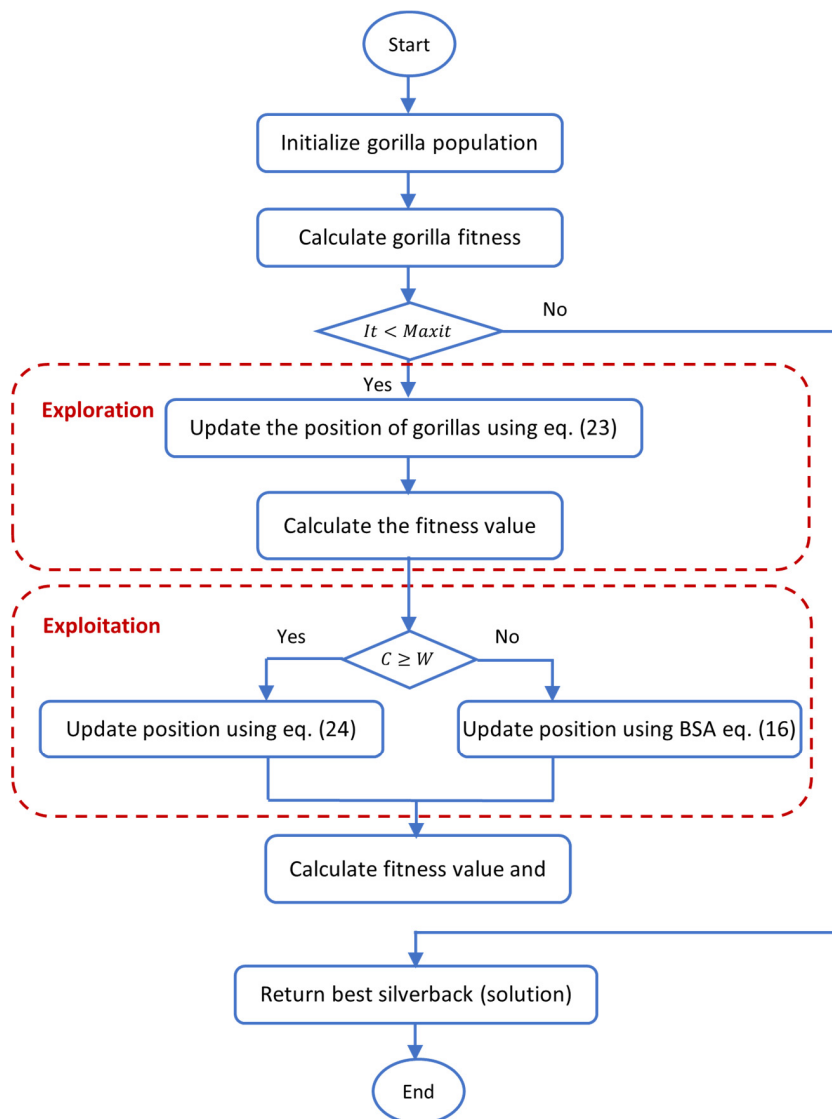 Start
Initialize gorilla population
Calculate gorilla fitness
It < Maxit
No
Yes
Exploration
Update the position of gorillas using eq. (23)
Calculate the fitness value
Exploitation
Yes
No
C ≥ W
Update position using eq. (24)
Update position using BSA eq. (16)
Calculate fitness value and
Return best silverback (solution)
End